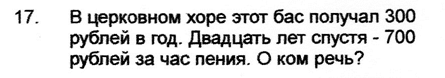 17. В церковном хоре этот бас получал 300
рублей в год. Двадцать лет спустя - 700
рублей за час пения. О ком речь?